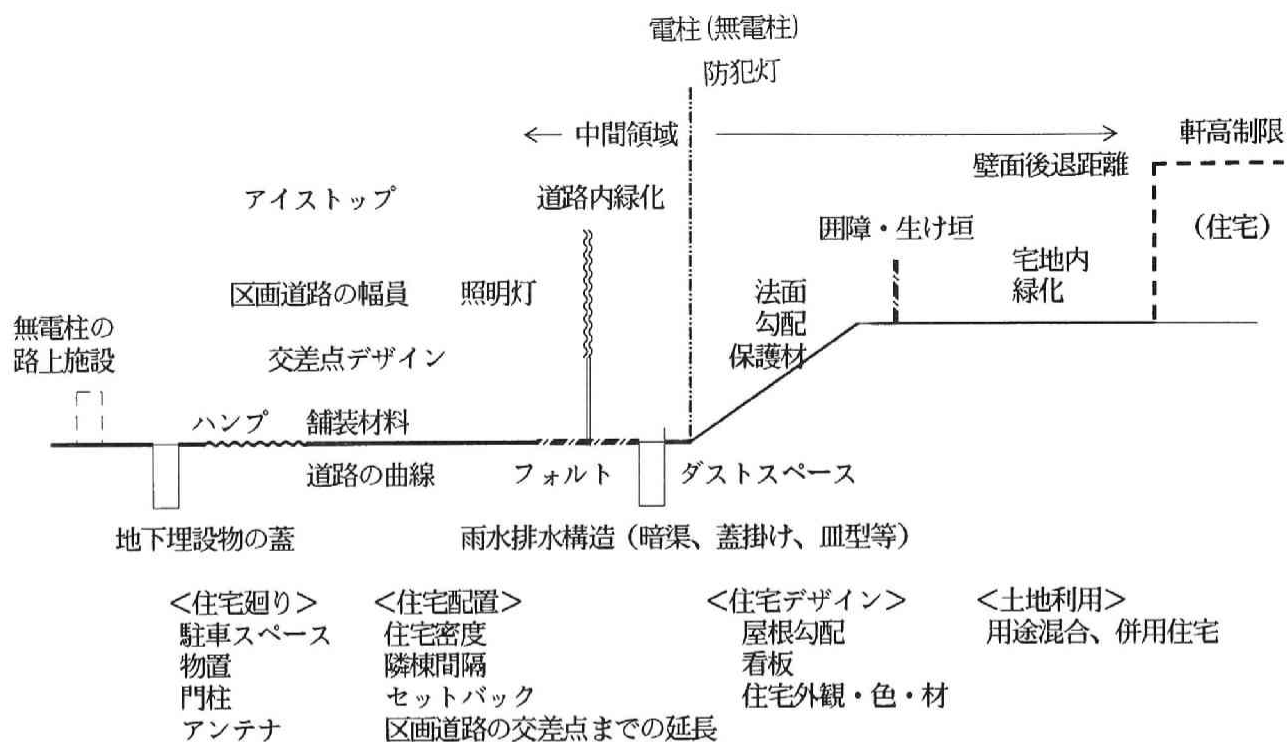 電柱(無電柱)
防犯灯
中間領域
軒高制限
壁面後退距離
アイストップ
道路内緑化
(住宅)
囲障・生け垣
宅地内
緑化
区画道路の幅員
照明灯
法面
勾配
保護材
無電柱の
路上施設
交差点デザイン
ハンプ
舗装材料
道路の曲線
フォルト
ダストスペース
地下埋設物の蓋
雨水排水構造(暗渠、蓋掛け、皿型等)
<住宅廻り>
駐車スペース
物置
門柱
アンテナ
<住宅配置>
住宅密度
隣棟間隔
セットバック
区画道路の交差点までの延長
<住宅デザイン>
屋根勾配
看板
住宅外観・色・材
<土地利用>
用途混合、併用住宅